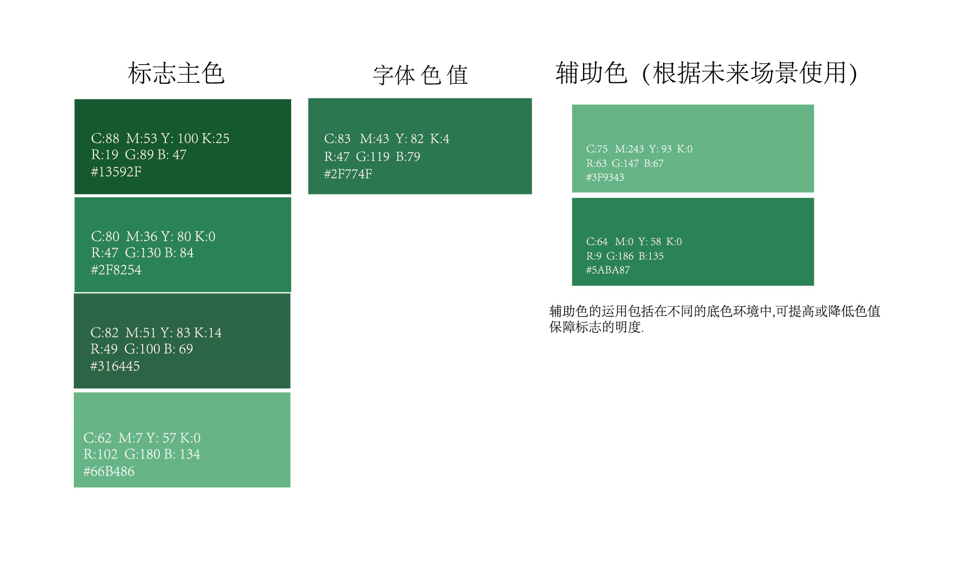 标志主色
C:88 M:53 Y: 100 K:25
R:19 G:89 B: 47
#13592F
C:80 M:36 Y: 80 K:0
R:47 G:130 B: 84
#2F8254
C:82 M:51 Y: 83 K:14
R:49 G:100 B: 69
#316445
C:62 M:7 Y: 57 K:0
R:102 G:180 B: 134
#66B486
字体 色 值
C:83 M:43 Y: 82 K:4
R:47 G:119 B:79
#2F774F
辅助色（根据未来场景使用）
C:75 M:243 Y: 93 K:0
R:63 G:147 B:67
#3F9343
C:64 M:0 Y: 58 K:0
R:9 G:186 B:135
#5ABA87
辅助色的运用包括在不同的底色环境中,可提高或降低色值
保障标志的明度.